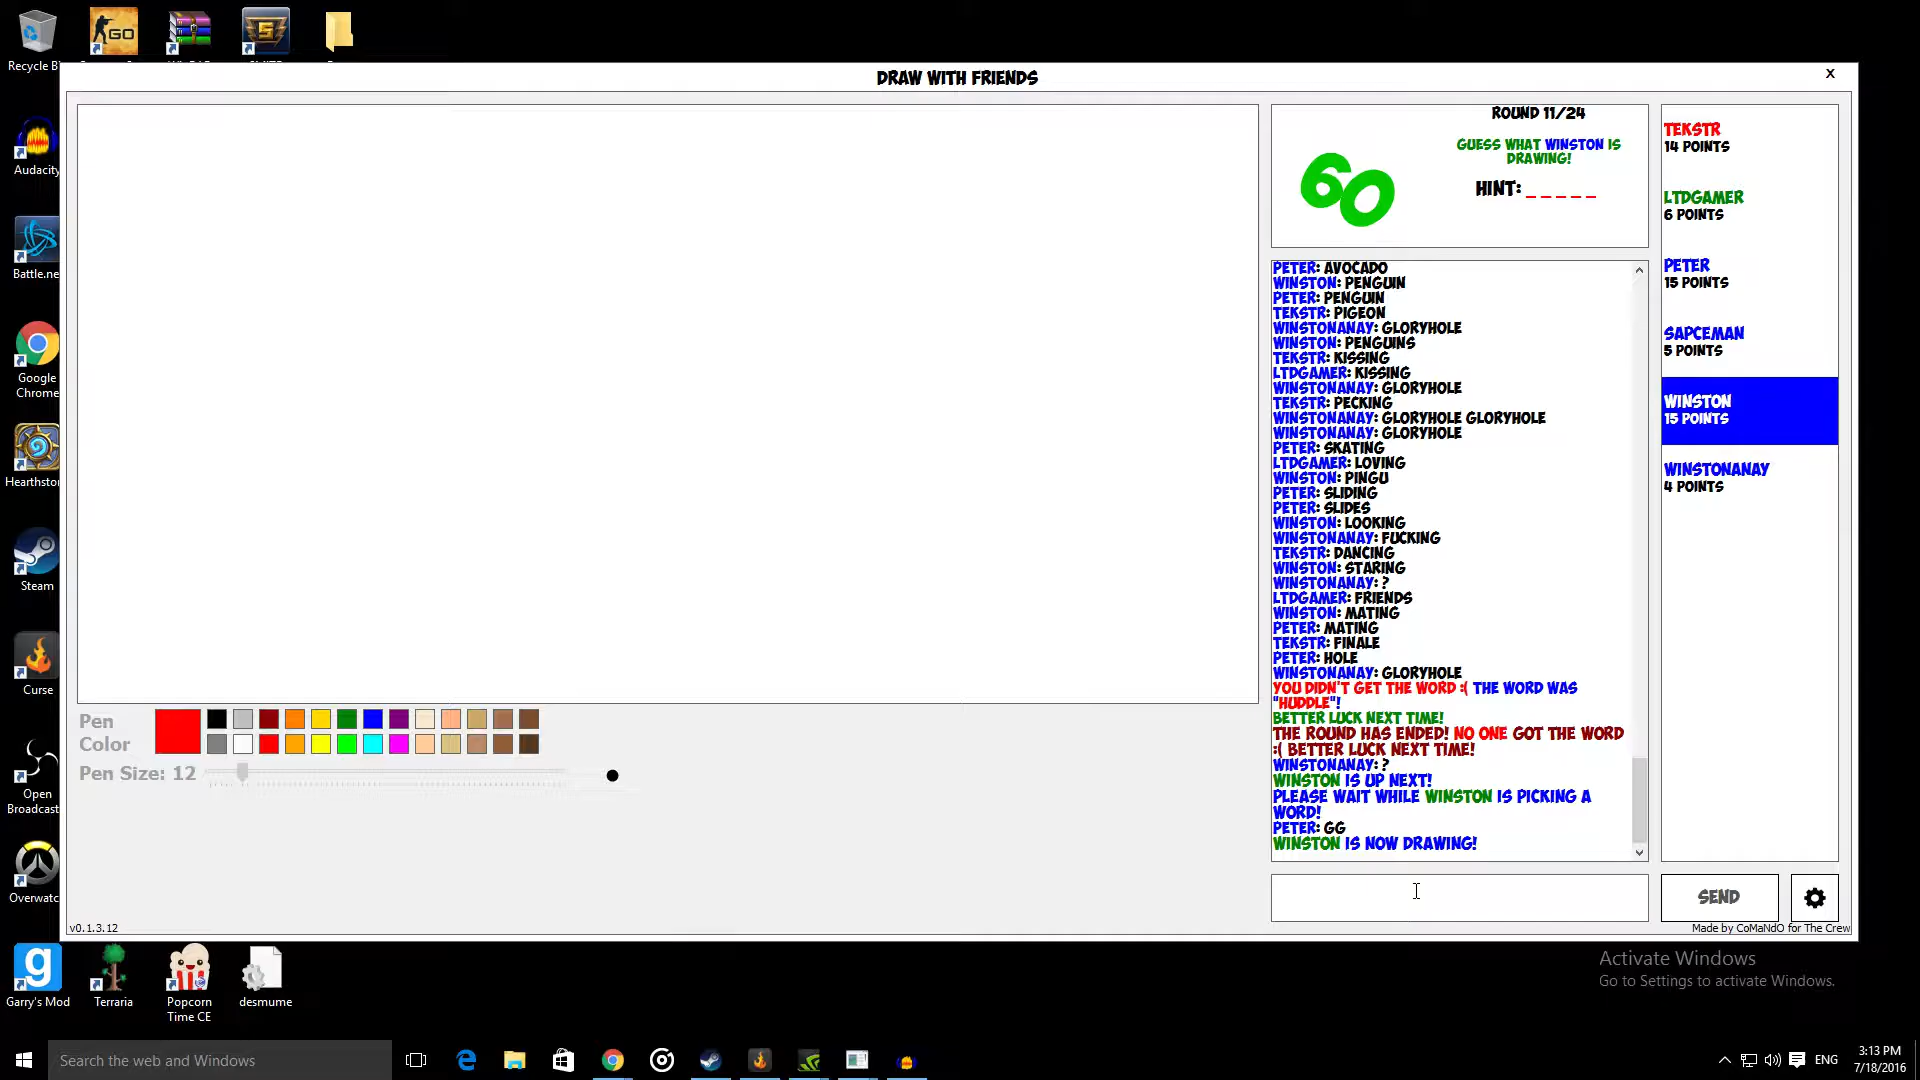 Recycle B
GO
Audacity
Battle.ne
Google
Chrome
Hearthsto
Steam
Curse
Open
Broadcast
Overwatc
DRAW WITH FRIENDS
X
60
ROUND 11/24
GUESS WHAT WINSTON IS
DRAWING!
HINT: _ _ _ _ _
PETER: AVOCADO
WINSTON: PENGUIN
PETER: PENGUIN
TEKSTR: PIGEON
WINSTONANAY: GLORYHOLE
WINSTON: PENGUINS
TEKSTR: KISSING
LTDGAMER: KISSING
WINSTONANAY: GLORYHOLE
TEKSTR: PECKING
WINSTONANAY: GLORYHOLE GLORYHOLE
WINSTONANAY: GLORYHOLE
PETER: SKATING
LTDGAMER: LOVING
WINSTON: PINGU
PETER: SLIDING
PETER: SLIDES
WINSTON: LOOKING
WINSTONANAY: FUCKING
TEKSTR: DANCING
WINSTON: STARING
WINSTONANAY: ?
LTDGAMER: FRIENDS
WINSTON: MATING
PETER: MATING
TEKSTR: FINALE
PETER: HOLE
WINSTONANAY: GLORYHOLE
YOU DIDN'T GET THE WORD :( THE WORD WAS
"HUDDLE"!
BETTER LUCK NEXT TIME!
THE ROUND HAS ENDED! NO ONE GOT THE WORD
:( BETTER LUCK NEXT TIME!
WINSTONANAY: ?
WINSTON IS UP NEXT!
PLEASE WAIT WHILE WINSTON IS PICKING A
WORD!
PETER: GG
WINSTON IS NOW DRAWING!
TEKSTR
14 POINTS
LTDGAMER
6 POINTS
PETER
15 POINTS
SAPCEMAN
5 POINTS
WINSTON
15 POINTS
WINSTONANAY
4 POINTS
Pen
Color
Pen Size: 12
SEND
v0.1.3.12
Made by CoMaNdO for The Crew
Garry's Mod
Terraria
Popcorn
Time CE
desmume
Activate Windows
Go to Settings to activate Windows.
Search the web and Windows
ENG
3:13 PM
7/18/2016